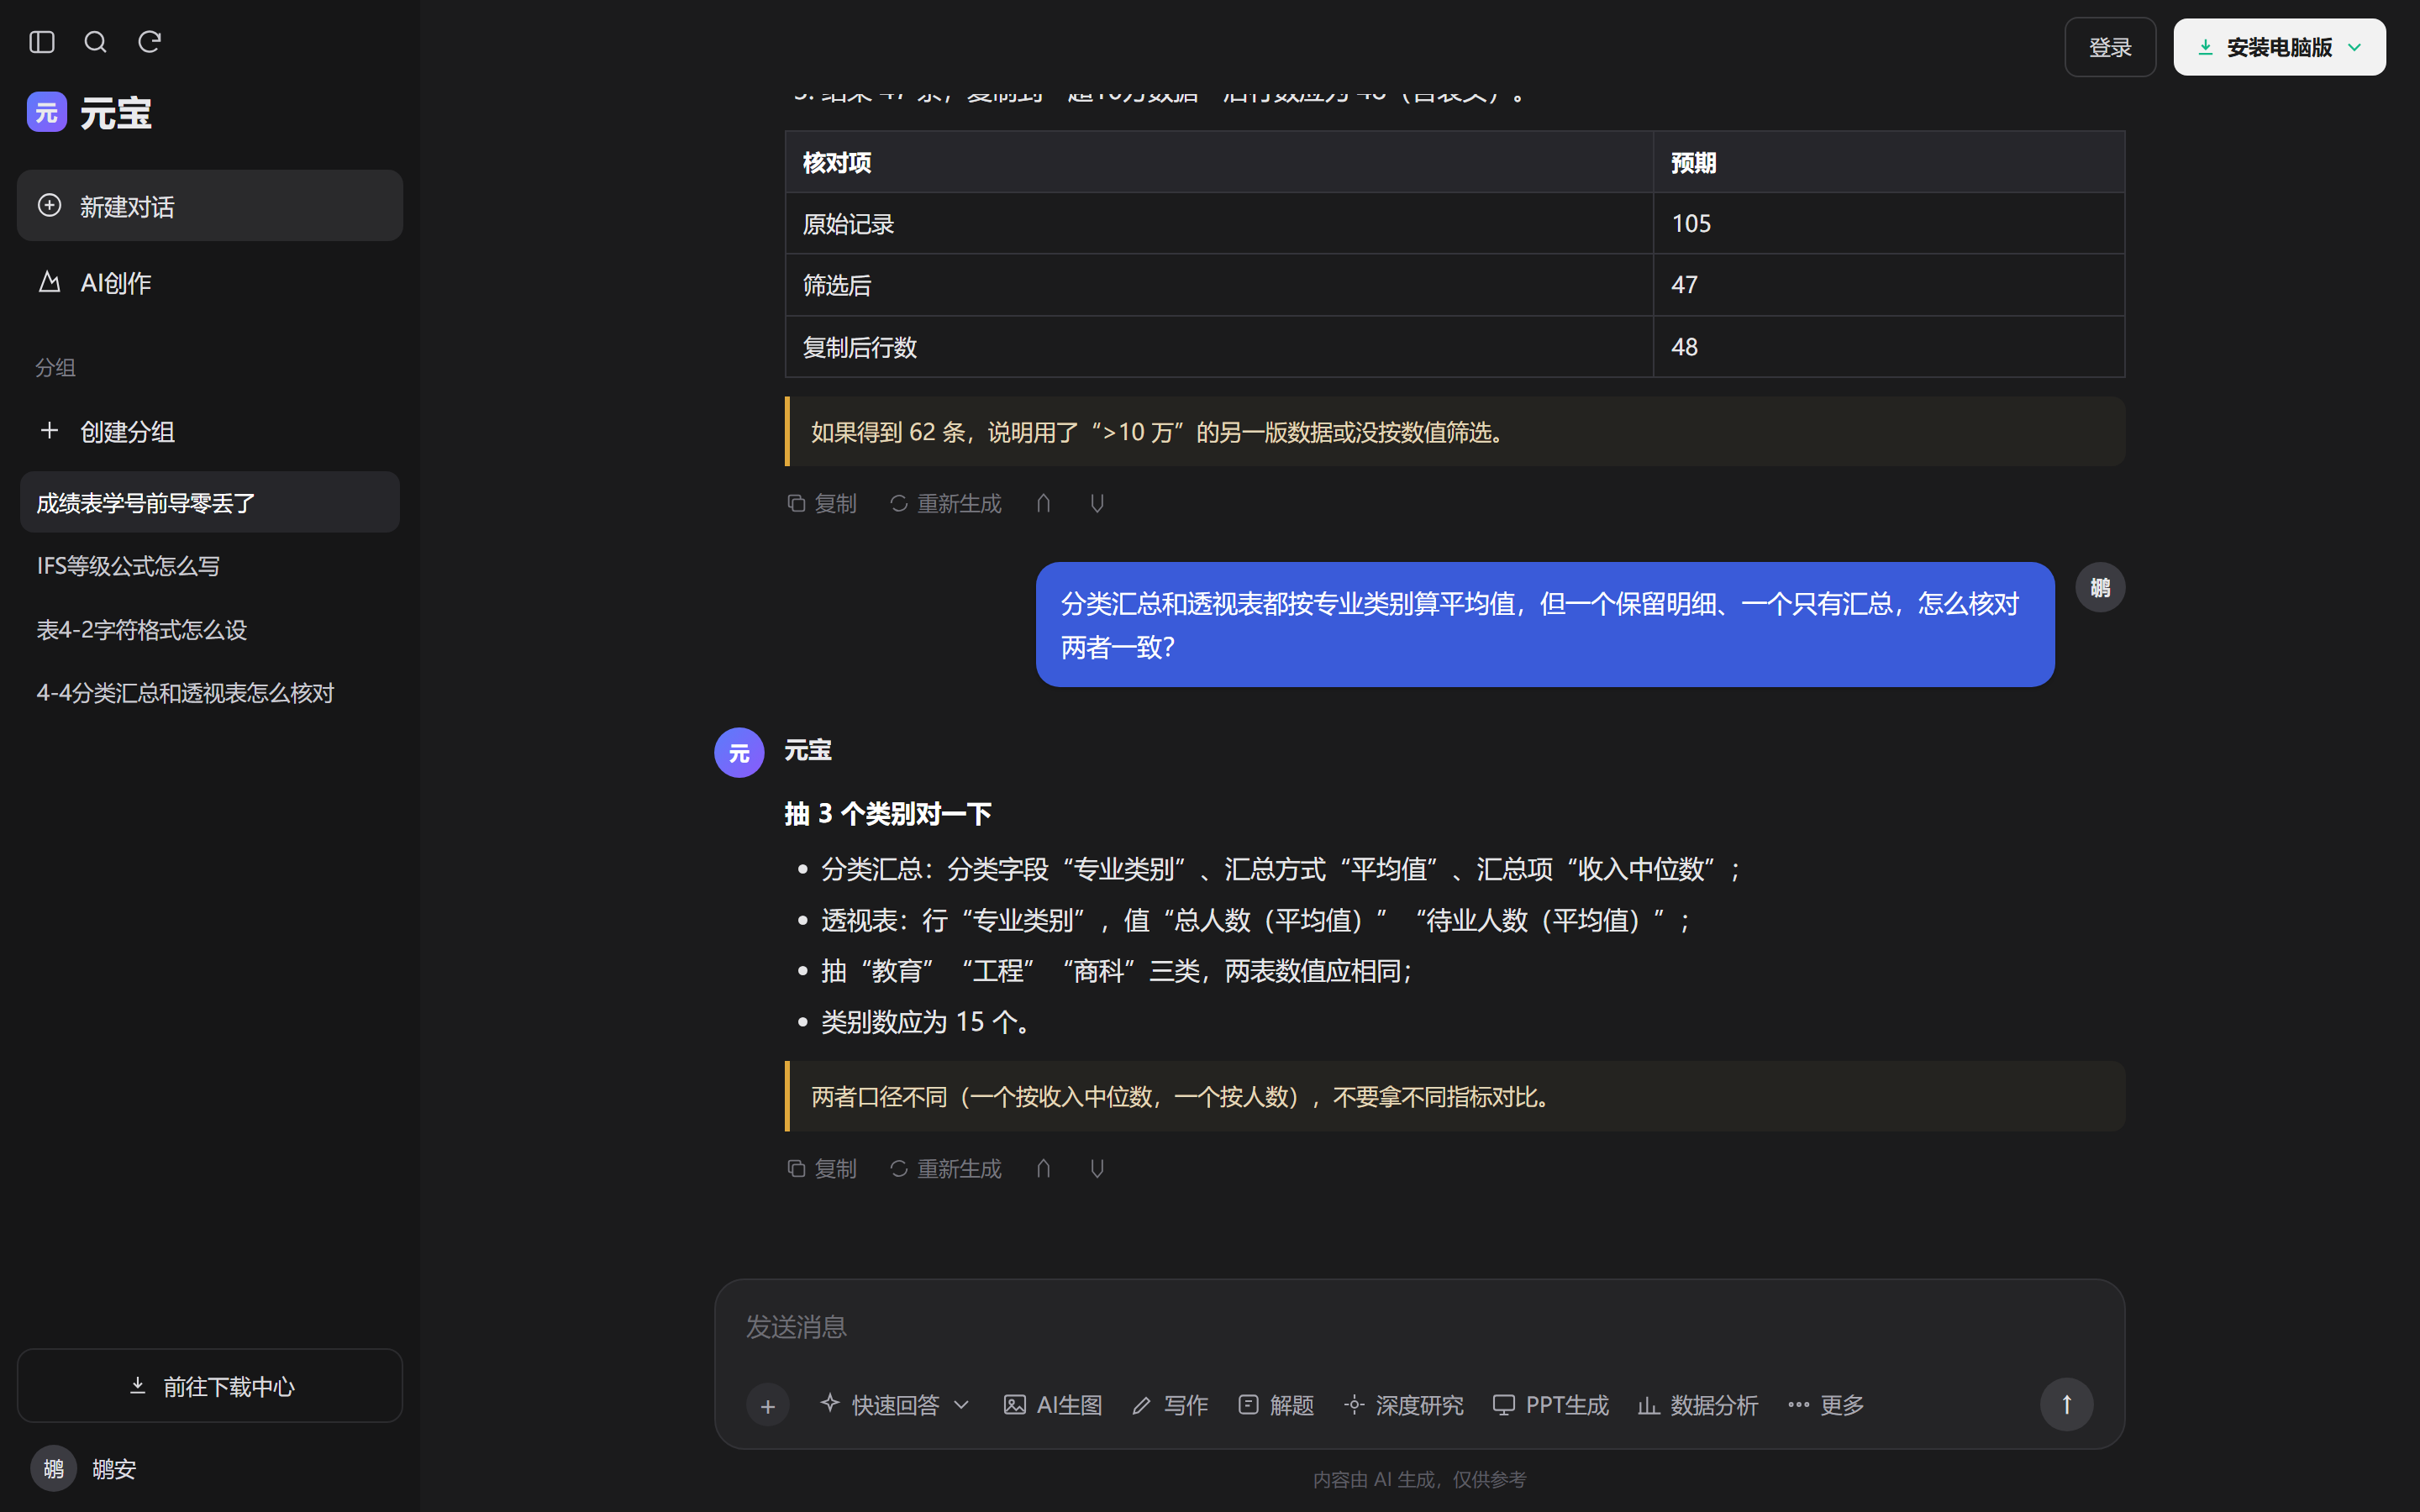 元 元宝
新建对话
AI创作
分组
创建分组
成绩表学号前导零丢了
IFS等级公式怎么写
表4-2字符格式怎么设
4-4分类汇总和透视表怎么核对
前往下载中心
鹕 鹕安
登录
安装电脑版
核对项 预期
原始记录 105
筛选后 47
复制后行数 48
如果得到 62 条，说明用了“>10 万”的另一版数据或没按数值筛选。
复制 重新生成
分类汇总和透视表都按专业类别算平均值，但一个保留明细、一个只有汇总，怎么核对
两者一致？
鹕
元 元宝
抽 3 个类别对一下
• 分类汇总：分类字段“专业类别”、汇总方式“平均值”、汇总项“收入中位数”；
• 透视表：行“专业类别”，值“总人数（平均值）”“待业人数（平均值）”；
• 抽“教育”“工程”“商科”三类，两表数值应相同；
• 类别数应为 15 个。
两者口径不同（一个按收入中位数，一个按人数），不要拿不同指标对比。
复制 重新生成
发送消息
快速回答 AI生图 写作 解题 深度研究 PPT生成 数据分析 更多
内容由 AI 生成，仅供参考